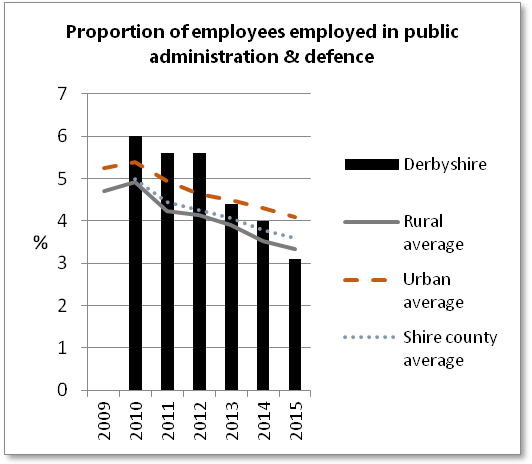 Proportion of employees employed in public
administration & defence
7
6
5
4
3
2
1
0
%
2009
2010
2011
2012
2013
2014
2015
Derbyshire
Rural
average
Urban
average
Shire county
average